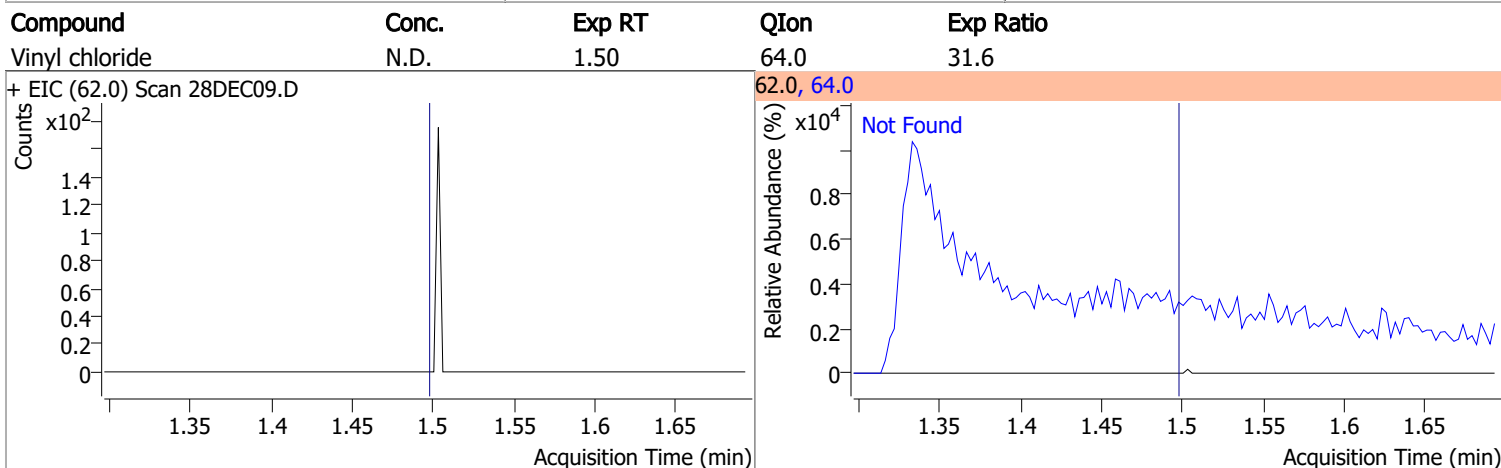 Compound Conc. Exp RT QIon Exp Ratio
Vinyl chloride N.D. 1.50 64.0 31.6
+ EIC (62.0) Scan 28DEC09.D
Counts
x10²
1.4
1.2
1
0.8
0.6
0.4
0.2
0
1.35 1.4 1.45 1.5 1.55 1.6 1.65
Acquisition Time (min)
62.0, 64.0
Relative Abundance (%)
x10⁴
Not Found
0.8
0.6
0.4
0.2
0
1.35 1.4 1.45 1.5 1.55 1.6 1.65
Acquisition Time (min)